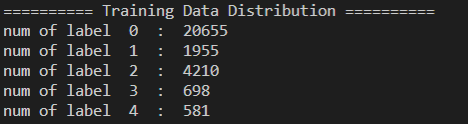 ========== Training Data Distribution ==========
num of label  0  :  20655
num of label  1  :  1955
num of label  2  :  4210
num of label  3  :  698
num of label  4  :  581